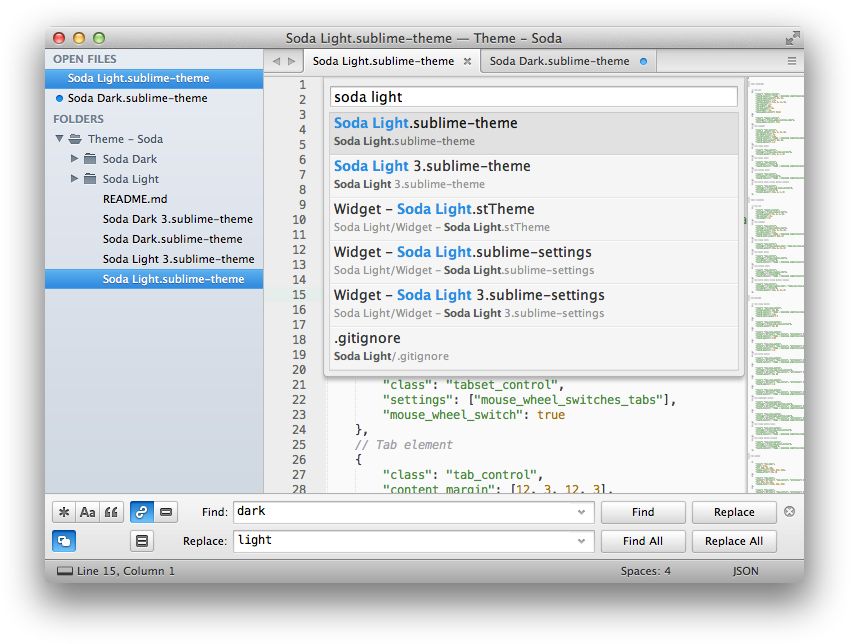 Soda Light.sublime-theme — Theme – Soda
OPEN FILES
Soda Light.sublime-theme
Soda Dark.sublime-theme
FOLDERS
Theme – Soda
Soda Dark
Soda Light
README.md
Soda Dark 3.sublime-theme
Soda Dark.sublime-theme
Soda Light 3.sublime-theme
Soda Light.sublime-theme
Soda Light.sublime-theme
Soda Dark.sublime-theme
soda light
Soda Light.sublime-theme
Soda Light.sublime-theme
Soda Light 3.sublime-theme
Soda Light 3.sublime-theme
Widget – Soda Light.stTheme
Soda Light/Widget – Soda Light.stTheme
Widget – Soda Light.sublime-settings
Soda Light/Widget – Soda Light.sublime-settings
Widget – Soda Light 3.sublime-settings
Soda Light/Widget – Soda Light 3.sublime-settings
.gitignore
Soda Light/.gitignore
1
2
3
4
5
6
7
8
9
10
11
12
13
14
15
16
17
18
19
20
21 "class": "tabset_control",
22 "settings": ["mouse_wheel_switches_tabs"],
23 "mouse_wheel_switch": true
24 },
25 // Tab element
26 {
27 "class": "tab_control",
28 "content_margin": [12, 3, 12, 3],
Aa
Find: dark
Find Replace
Replace: light
Find All Replace All
Line 15, Column 1 Spaces: 4 JSON